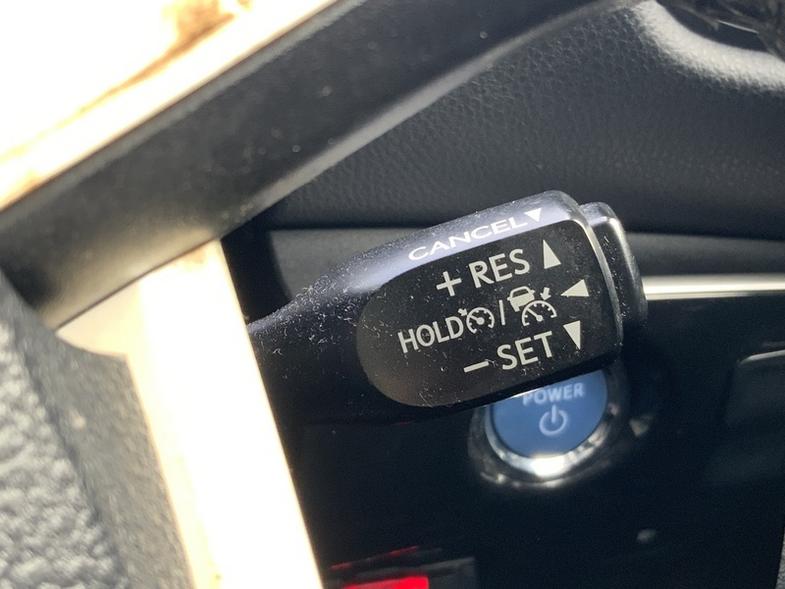 CANCEL
+ RES
HOLD /
− SET
POWER